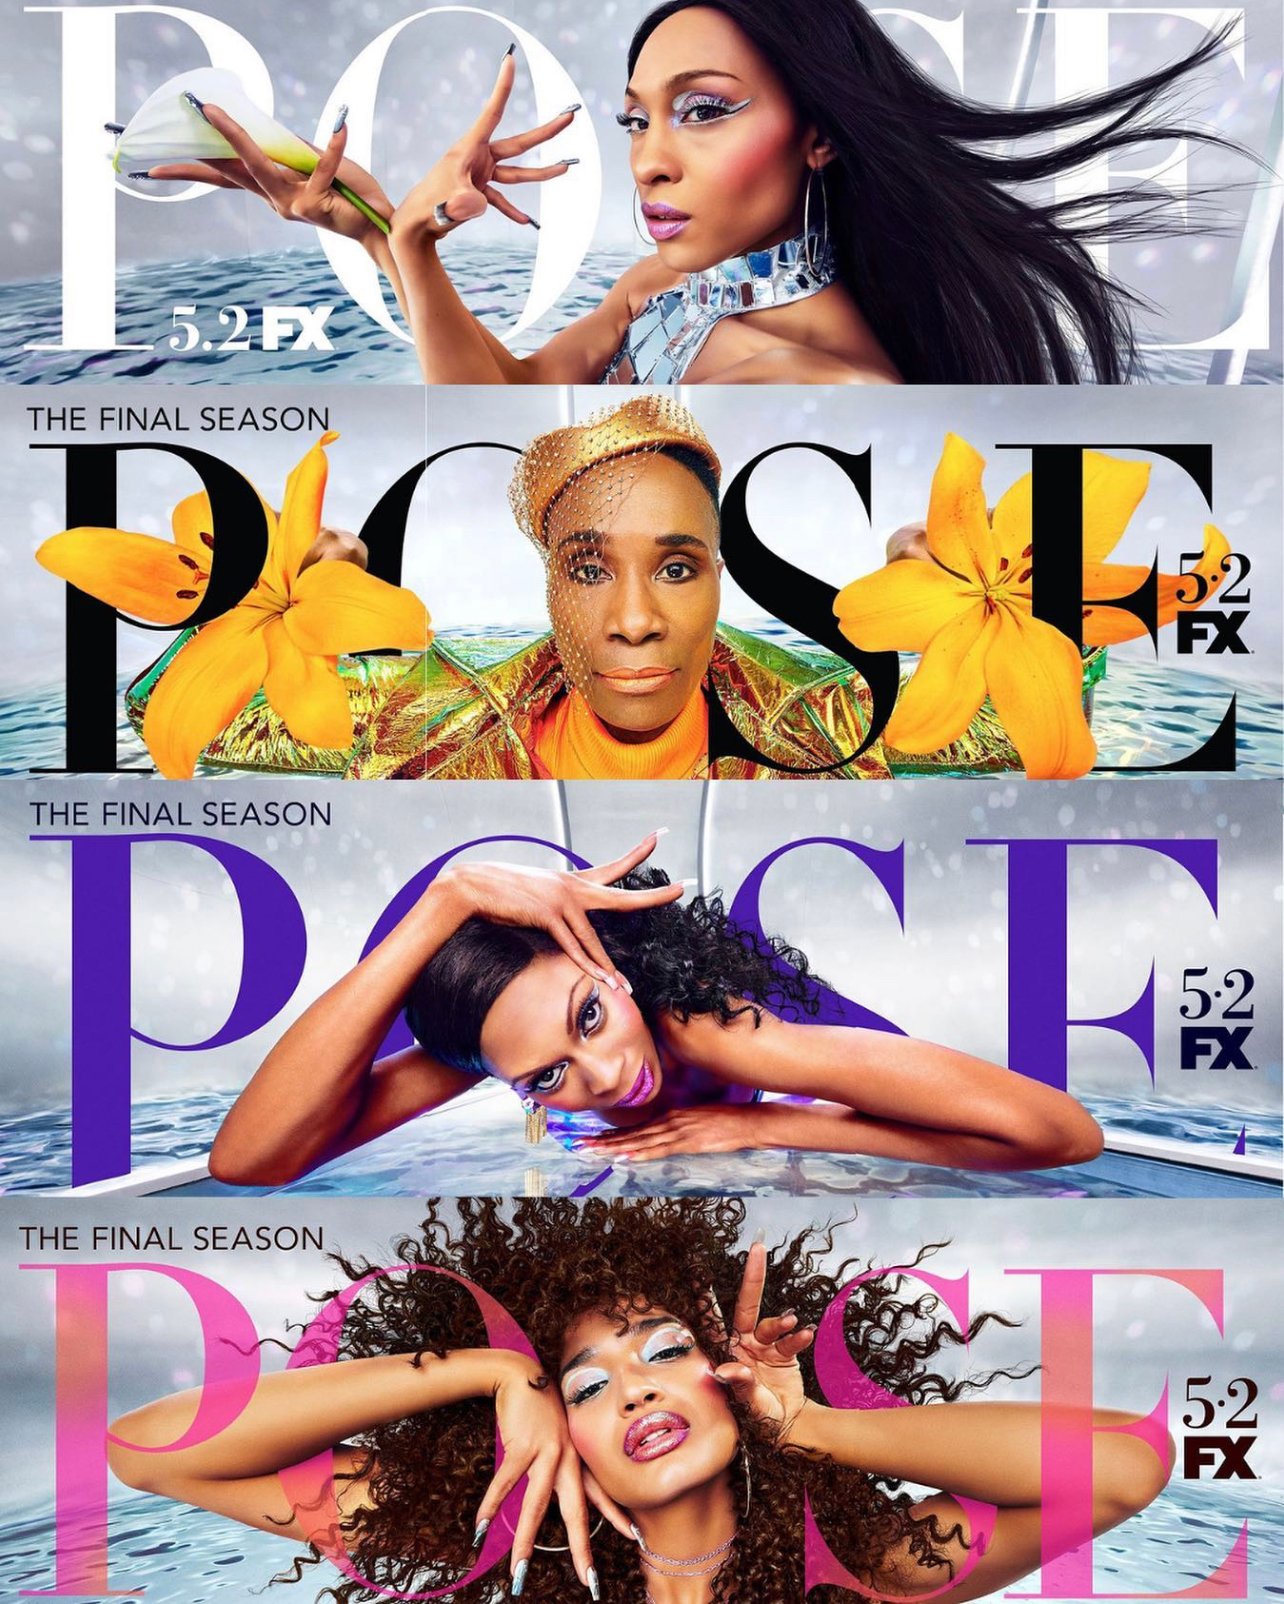 POSE
5.2 FX
THE FINAL SEASON
POSE
5·2
FX
THE FINAL SEASON
POSE
5·2
FX
THE FINAL SEASON
POSE
5·2
FX